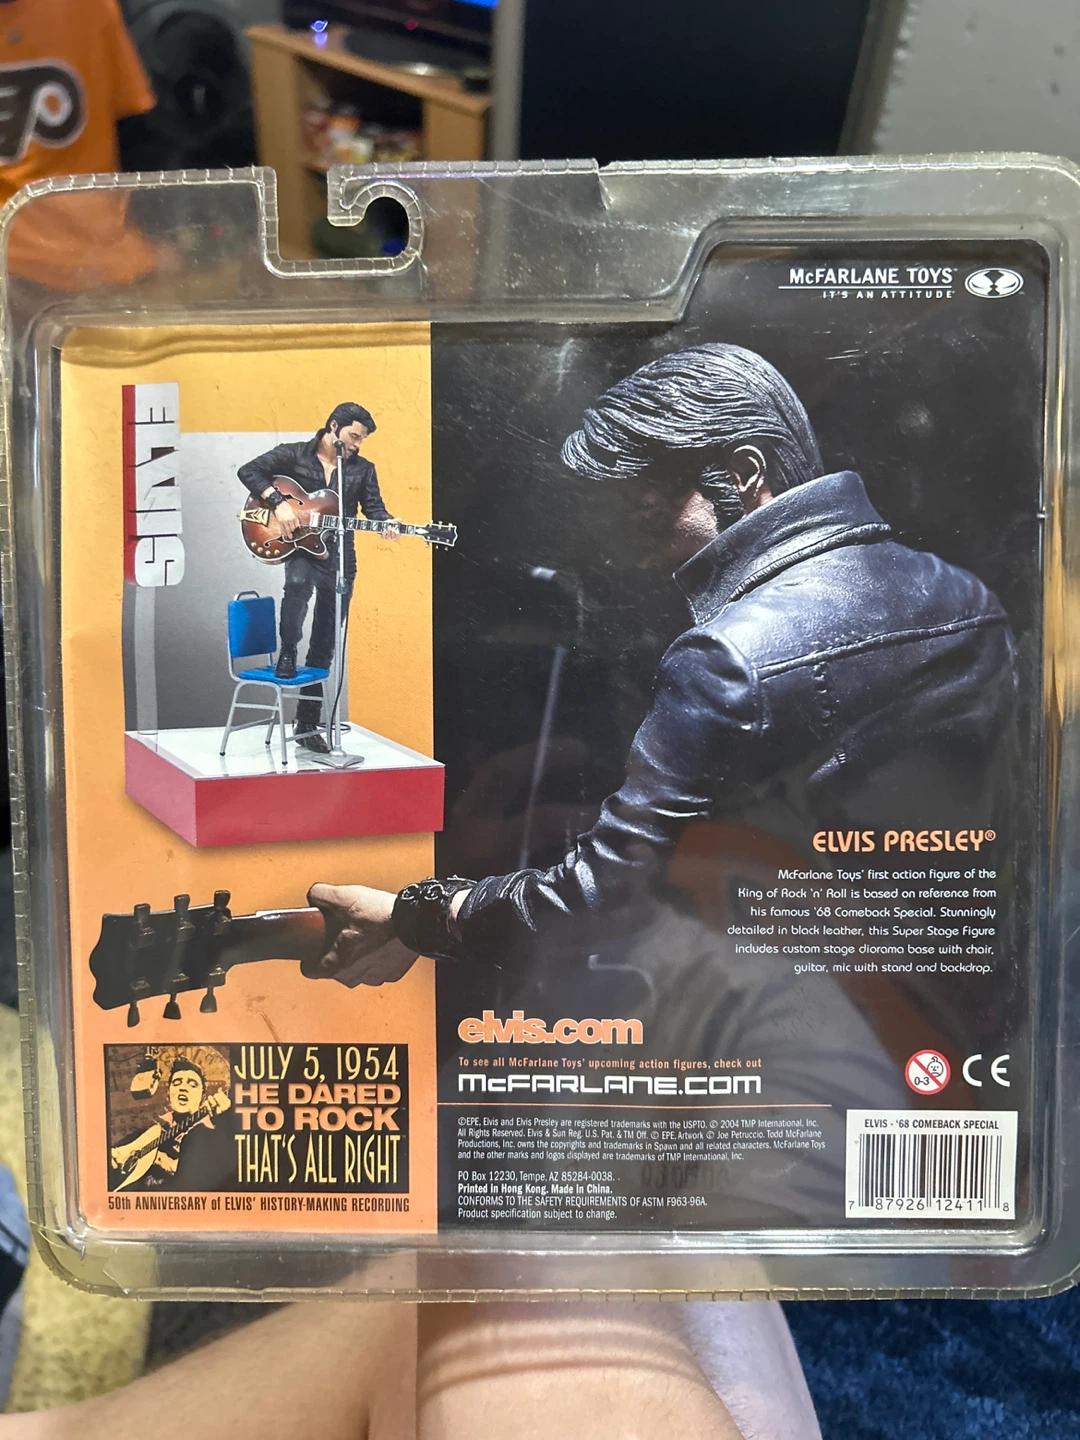 McFARLANE TOYS™
IT'S AN ATTITUDE™
ELVIS
ELVIS PRESLEY®
McFarlane Toys' first action figure of the
King of Rock 'n' Roll is based on reference from
his famous '68 Comeback Special. Stunningly
detailed in black leather, this Super Stage Figure
includes custom stage diorama base with chair,
guitar, mic with stand and backdrop.
elvis.com
To see all McFarlane Toys' upcoming action figures, check out
McFARLANE.COM
0-3
CE
JULY 5, 1954
HE DARED
TO ROCK
THAT'S ALL RIGHT
50th ANNIVERSARY of ELVIS' HISTORY-MAKING RECORDING
©EPE, Elvis and Elvis Presley are registered trademarks with the USPTO. © 2004 TMP International, Inc.
All Rights Reserved. Elvis & Sun Reg. U.S. Pat. & TM Off. © EPE, Artwork © Joe Petruccio. Todd McFarlane
Productions, Inc. owns the copyrights and trademarks in Spawn and all related characters. McFarlane Toys
and the other marks and logos displayed are trademarks of TMP International, Inc.
PO Box 12230, Tempe, AZ 85284-0038. .
Printed in Hong Kong. Made In China.
CONFORMS TO THE SAFETY REQUIREMENTS OF ASTM F963-96A.
Product specification subject to change.
ELVIS - '68 COMEBACK SPECIAL
7 87926 12411 8